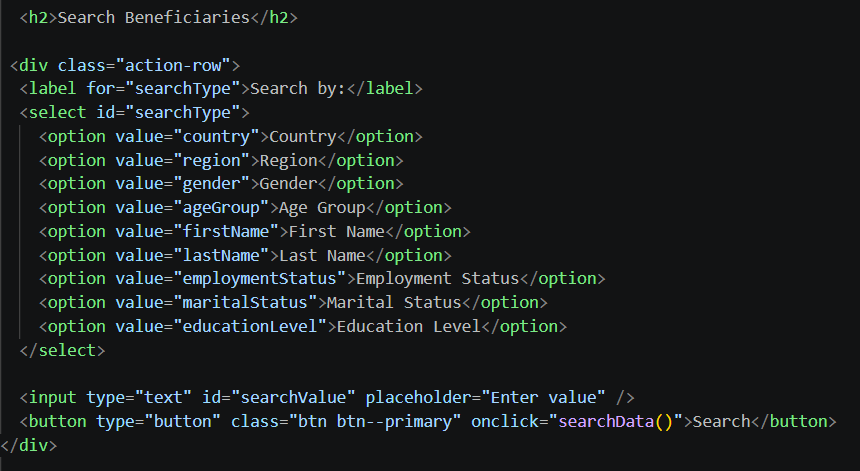 <h2>Search Beneficiaries</h2>
<div class="action-row">
<label for="searchType">Search by:</label>
<select id="searchType">
<option value="country">Country</option>
<option value="region">Region</option>
<option value="gender">Gender</option>
<option value="ageGroup">Age Group</option>
<option value="firstName">First Name</option>
<option value="lastName">Last Name</option>
<option value="employmentStatus">Employment Status</option>
<option value="maritalStatus">Marital Status</option>
<option value="educationLevel">Education Level</option>
</select>
<input type="text" id="searchValue" placeholder="Enter value" />
<button type="button" class="btn btn--primary" onclick="searchData()">Search</button>
</div>